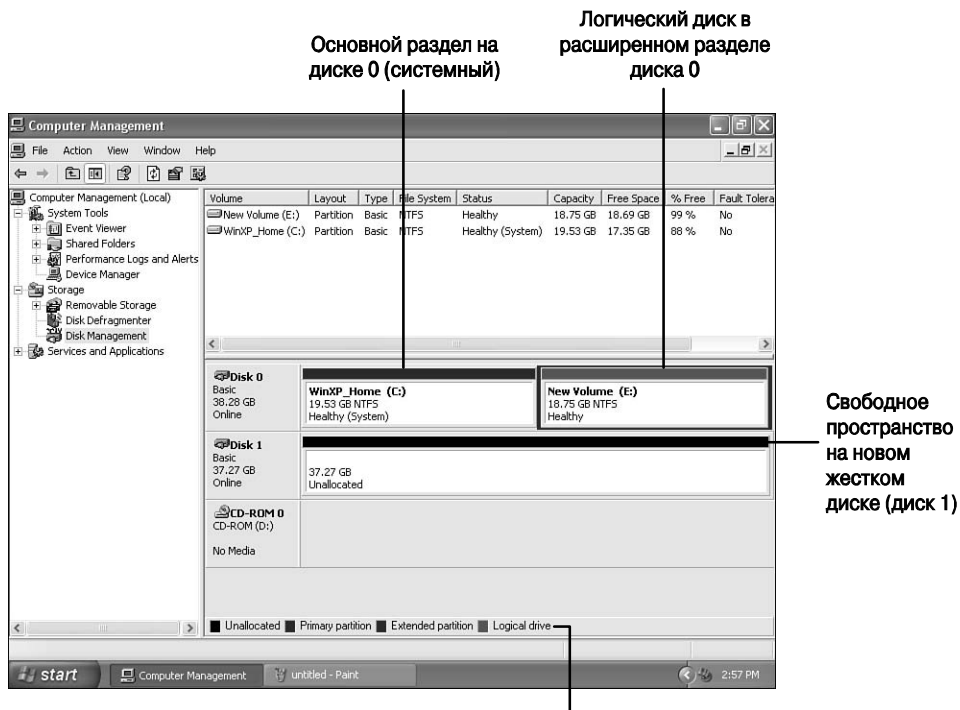 Основной раздел на
диске 0 (системный)
Логический диск в
расширенном разделе
диска 0
Computer Management
File Action View Window Help
Computer Management (Local)
System Tools
Event Viewer
Shared Folders
Performance Logs and Alerts
Device Manager
Storage
Removable Storage
Disk Defragmenter
Disk Management
Services and Applications
Volume Layout Type File System Status Capacity Free Space % Free Fault Tolera
New Volume (E:) Partition Basic NTFS Healthy 18.75 GB 18.69 GB 99 % No
WinXP_Home (C:) Partition Basic NTFS Healthy (System) 19.53 GB 17.35 GB 88 % No
Disk 0
Basic
38.28 GB
Online
WinXP_Home (C:)
19.53 GB NTFS
Healthy (System)
New Volume (E:)
18.75 GB NTFS
Healthy
Disk 1
Basic
37.27 GB
Online
37.27 GB
Unallocated
CD-ROM 0
CD-ROM (D:)
No Media
Свободное
пространство
на новом
жестком
диске (диск 1)
Unallocated Primary partition Extended partition Logical drive
start Computer Management untitled - Paint 2:57 PM